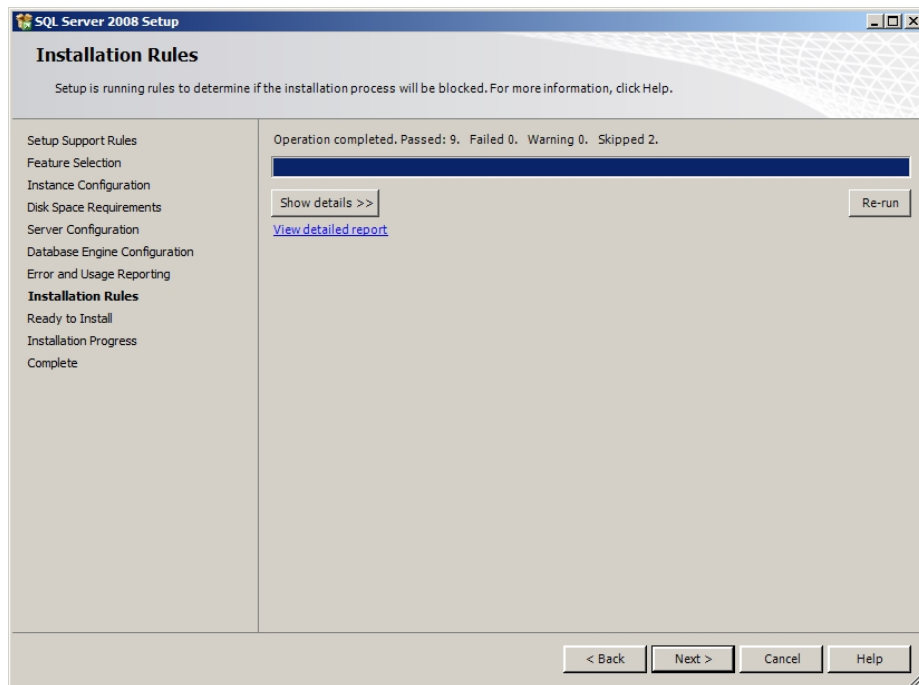 SQL Server 2008 Setup
Installation Rules
Setup is running rules to determine if the installation process will be blocked. For more information, click Help.
Setup Support Rules
Feature Selection
Instance Configuration
Disk Space Requirements
Server Configuration
Database Engine Configuration
Error and Usage Reporting
Installation Rules
Ready to Install
Installation Progress
Complete
Operation completed. Passed: 9. Failed 0. Warning 0. Skipped 2.
Show details >>
Re-run
View detailed report
< Back
Next >
Cancel
Help